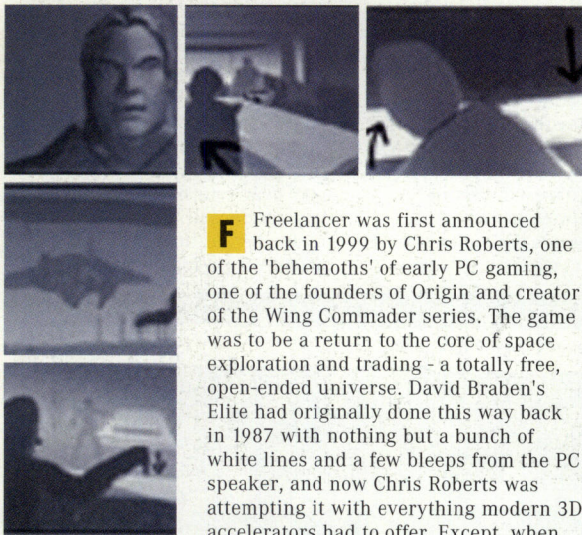 F Freelancer was first announced
back in 1999 by Chris Roberts, one
of the 'behemoths' of early PC gaming,
one of the founders of Origin and creator
of the Wing Commander series. The game
was to be a return to the core of space
exploration and trading - a totally free,
open-ended universe. David Braben's
Elite had originally done this way back
in 1987 with nothing but a bunch of
white lines and a few bleeps from the PC
speaker, and now Chris Roberts was
attempting it with everything modern 3D
accelerators had to offer. Except, when